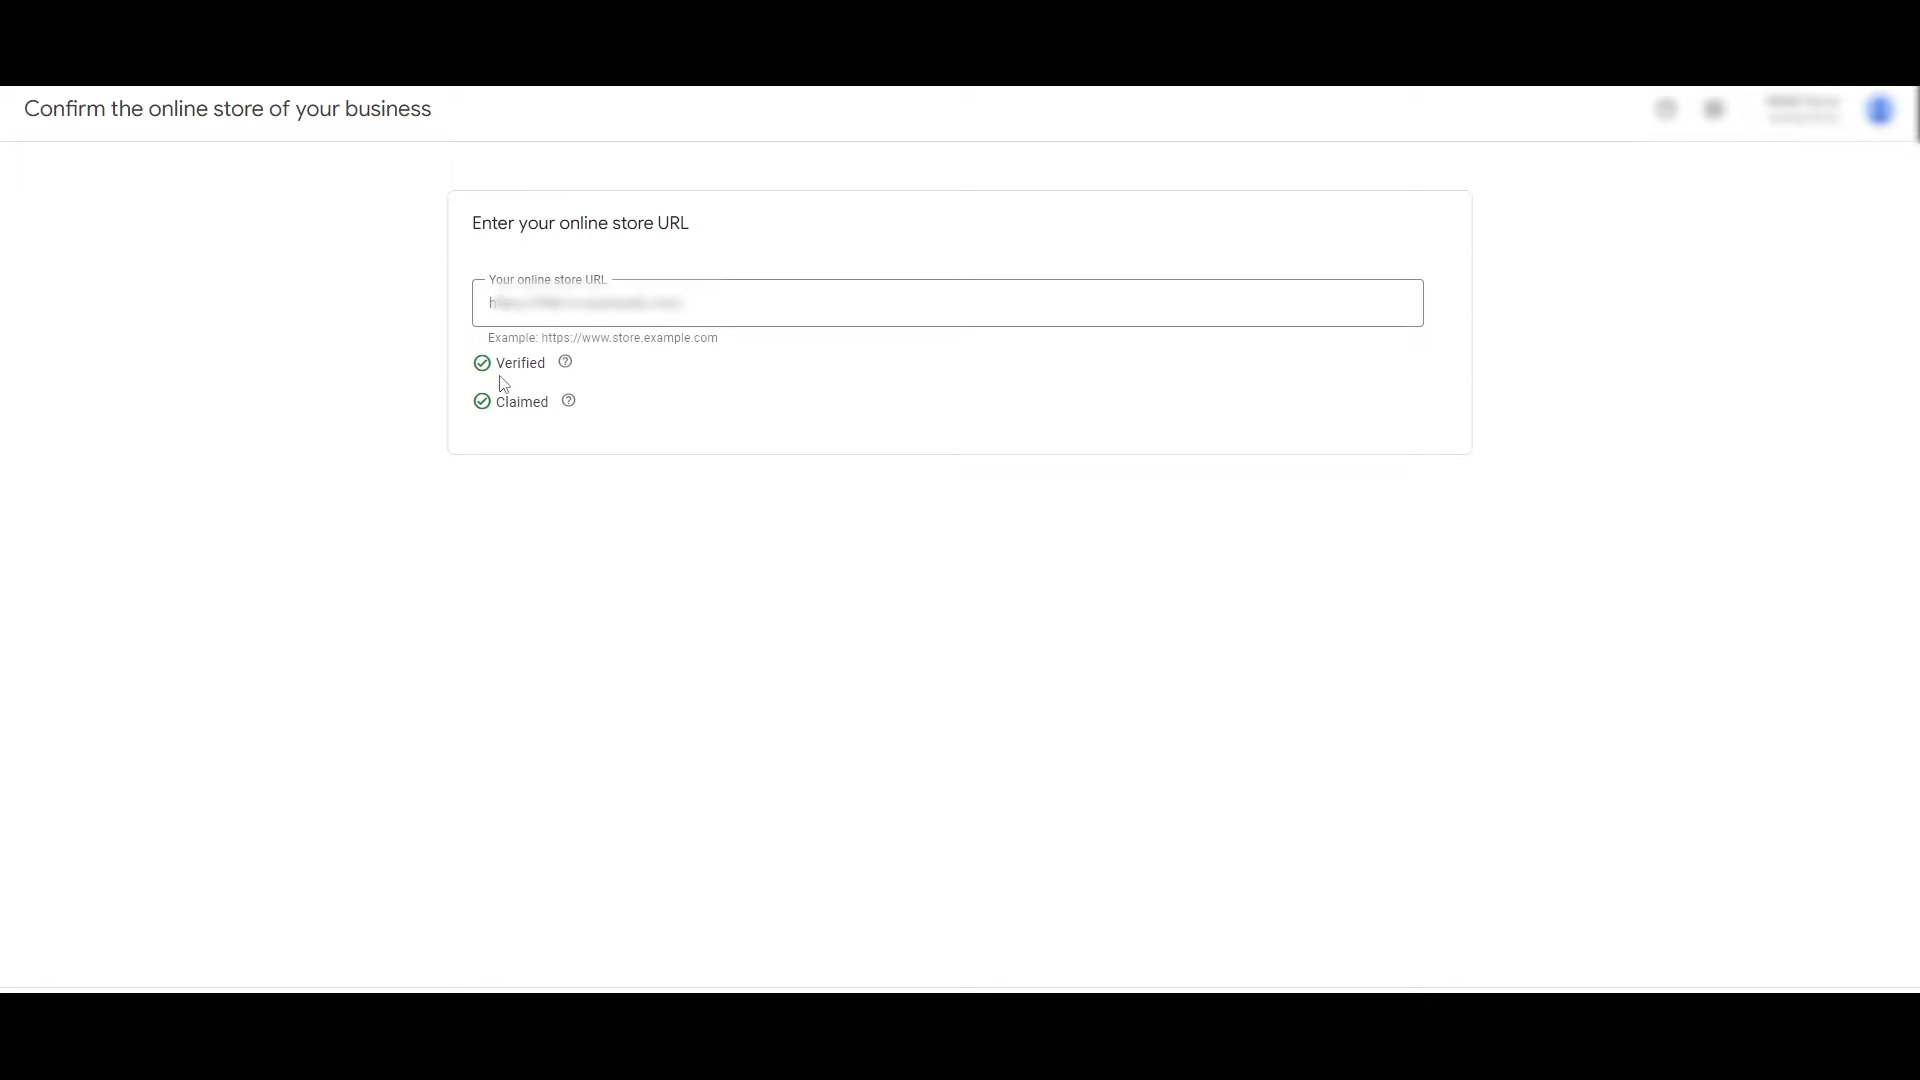 Confirm the online store of your business
Enter your online store URL
Your online store URL
Example: https://www.store.example.com
Verified
Claimed